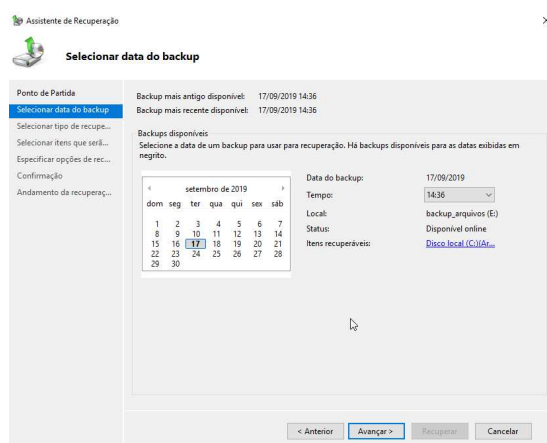 Assistente de Recuperação
Selecionar data do backup
Ponto de Partida
Selecionar data do backup
Selecionar tipo de recupe...
Selecionar itens que serã...
Especificar opções de rec...
Confirmação
Andamento da recuperaç...
Backup mais antigo disponível: 17/09/2019 14:36
Backup mais recente disponível: 17/09/2019 14:36
Backups disponíveis
Selecione a data de um backup para usar para recuperação. Há backups disponíveis para as datas exibidas em
negrito.
setembro de 2019
dom seg ter qua qui sex sáb
1 2 3 4 5 6 7
8 9 10 11 12 13 14
15 16 17 18 19 20 21
22 23 24 25 26 27 28
29 30
Data do backup: 17/09/2019
Tempo: 14:36
Local: backup_arquivos (E:)
Status: Disponível online
Itens recuperáveis: Disco local (C:)(Ar...
< Anterior Avançar > Recuperar Cancelar